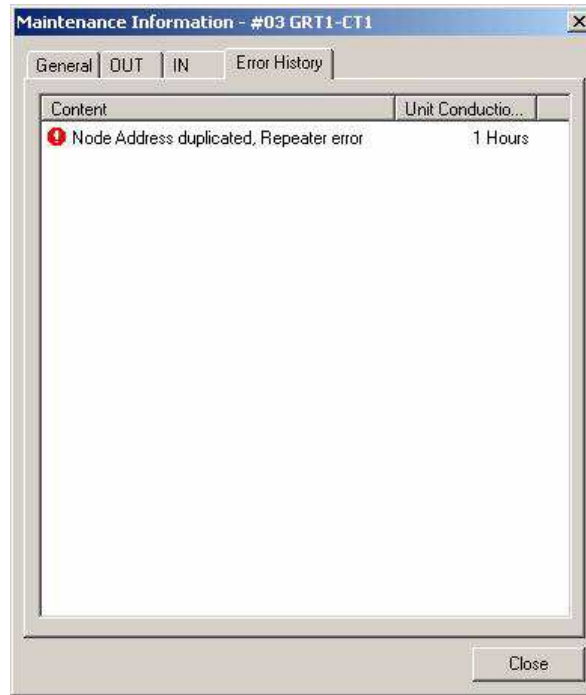 Maintenance Information - #03 GRT1-CT1
General OUT IN Error History
Content Unit Conductio...
Node Address duplicated, Repeater error 1 Hours
Close